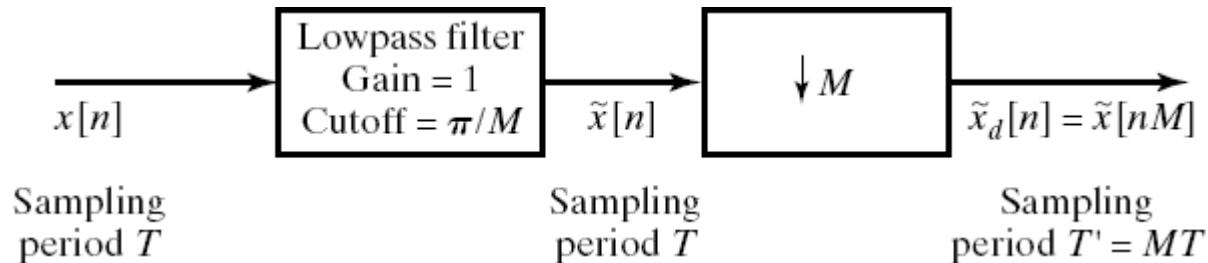 Lowpass filter
Gain = 1
Cutoff = π/M
↓ M
x[n]
x̃[n]
x̃_d[n] = x̃[nM]
Sampling
period T
Sampling
period T
Sampling
period T' = MT